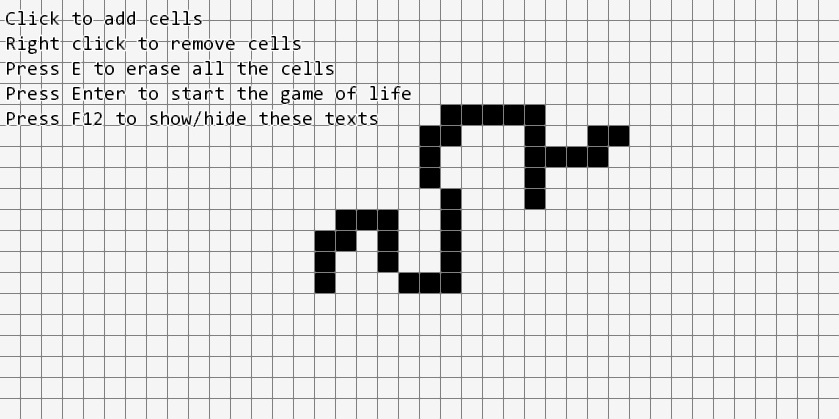 Click to add cells
Right click to remove cells
Press E to erase all the cells
Press Enter to start the game of life
Press F12 to show/hide these texts